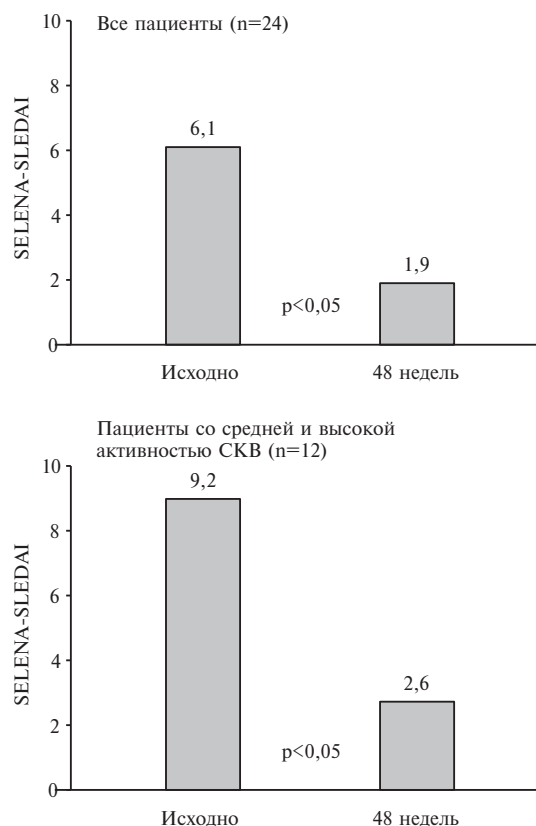 Все пациенты (n=24)
SELENA-SLEDAI
10
8
6
4
2
0
6,1
1,9
p<0,05
Исходно
48 недель
Пациенты со средней и высокой
активностью СКВ (n=12)
SELENA-SLEDAI
10
8
6
4
2
0
9,2
2,6
p<0,05
Исходно
48 недель